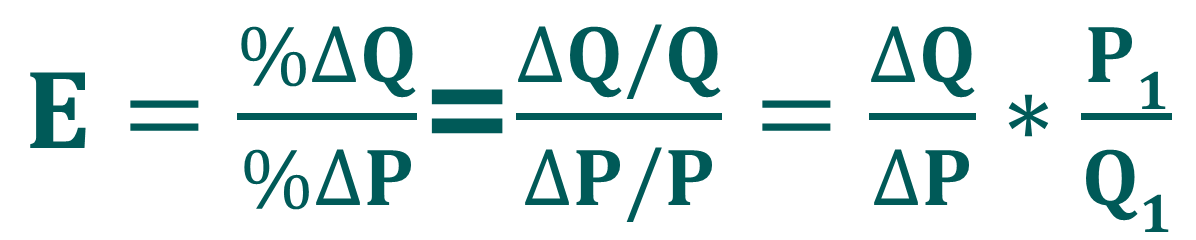 E = %ΔQ/%ΔP = (ΔQ/Q)/(ΔP/P) = ΔQ/ΔP * P₁/Q₁